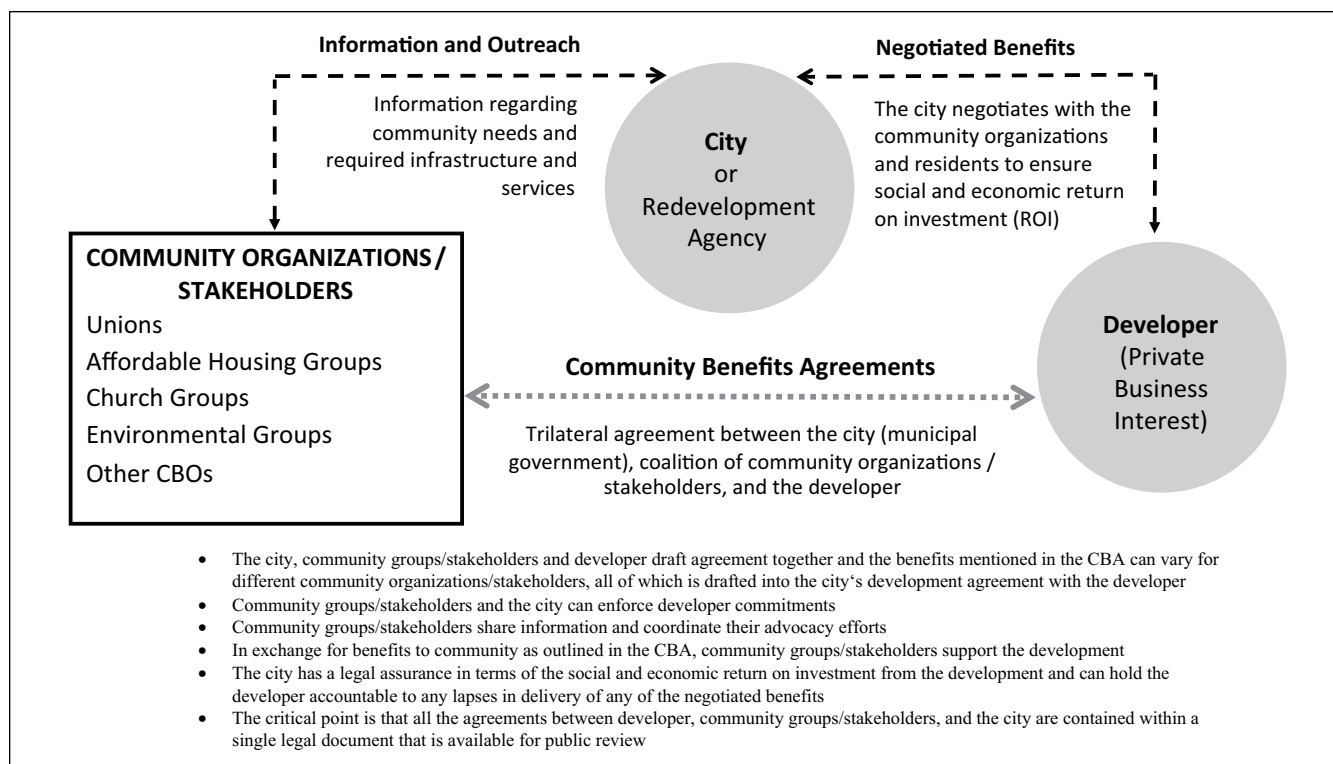 Information and Outreach
Information regarding
community needs and
required infrastructure and
services
City
or
Redevelopment
Agency
Negotiated Benefits
The city negotiates with the
community organizations
and residents to ensure
social and economic return
on investment (ROI)
COMMUNITY ORGANIZATIONS/
STAKEHOLDERS
Unions
Affordable Housing Groups
Church Groups
Environmental Groups
Other CBOs
Community Benefits Agreements
Trilateral agreement between the city (municipal
government), coalition of community organizations /
stakeholders, and the developer
Developer
(Private
Business
Interest)
• The city, community groups/stakeholders and developer draft agreement together and the benefits mentioned in the CBA can vary for
different community organizations/stakeholders, all of which is drafted into the city‘s development agreement with the developer
• Community groups/stakeholders and the city can enforce developer commitments
• Community groups/stakeholders share information and coordinate their advocacy efforts
• In exchange for benefits to community as outlined in the CBA, community groups/stakeholders support the development
• The city has a legal assurance in terms of the social and economic return on investment from the development and can hold the
developer accountable to any lapses in delivery of any of the negotiated benefits
• The critical point is that all the agreements between developer, community groups/stakeholders, and the city are contained within a
single legal document that is available for public review